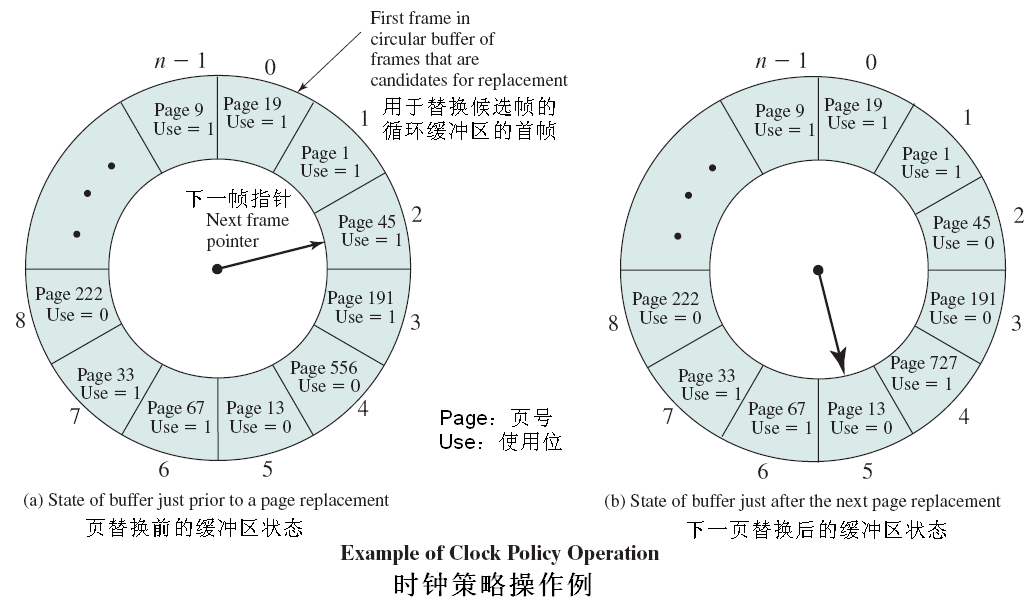 First frame in
circular buffer of
frames that are
candidates for replacement
用于替换候选帧的
循环缓冲区的首帧
n − 1
0
1
2
3
4
5
6
7
8
Page 9
Use = 1
Page 19
Use = 1
Page 1
Use = 1
Page 45
Use = 1
Page 191
Use = 1
Page 556
Use = 0
Page 13
Use = 0
Page 67
Use = 1
Page 33
Use = 1
Page 222
Use = 0
下一帧指针
Next frame
pointer
(a) State of buffer just prior to a page replacement
页替换前的缓冲区状态
Page：页号
Use：使用位
n − 1
0
1
2
3
4
5
6
7
8
Page 9
Use = 1
Page 19
Use = 1
Page 1
Use = 1
Page 45
Use = 0
Page 191
Use = 0
Page 727
Use = 1
Page 13
Use = 0
Page 67
Use = 1
Page 33
Use = 1
Page 222
Use = 0
(b) State of buffer just after the next page replacement
下一页替换后的缓冲区状态
Example of Clock Policy Operation
时钟策略操作例